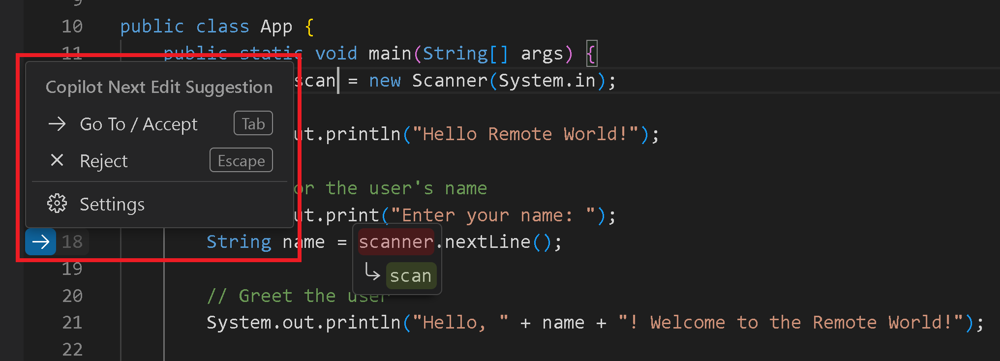 9
10 public class App {
11 public static void main(String[] args) {
scan = new Scanner(System.in);
Copilot Next Edit Suggestion
Go To / Accept Tab
ut.println("Hello Remote World!");
Reject Escape
or the user's name
Settings
ut.print("Enter your name: ");
18 String name = scanner.nextLine();
19
scan
20 // Greet the user
21 System.out.println("Hello, " + name + "! Welcome to the Remote World!");
22